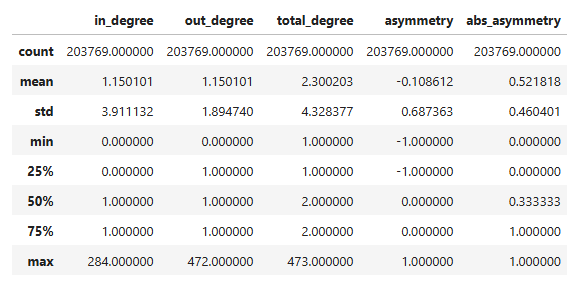 in_degree out_degree total_degree asymmetry abs_asymmetry
count 203769.000000 203769.000000 203769.000000 203769.000000 203769.000000
mean 1.150101 1.150101 2.300203 -0.108612 0.521818
std 3.911132 1.894740 4.328377 0.687363 0.460401
min 0.000000 0.000000 1.000000 -1.000000 0.000000
25% 0.000000 1.000000 1.000000 -1.000000 0.000000
50% 1.000000 1.000000 2.000000 0.000000 0.333333
75% 1.000000 1.000000 2.000000 0.000000 1.000000
max 284.000000 472.000000 473.000000 1.000000 1.000000